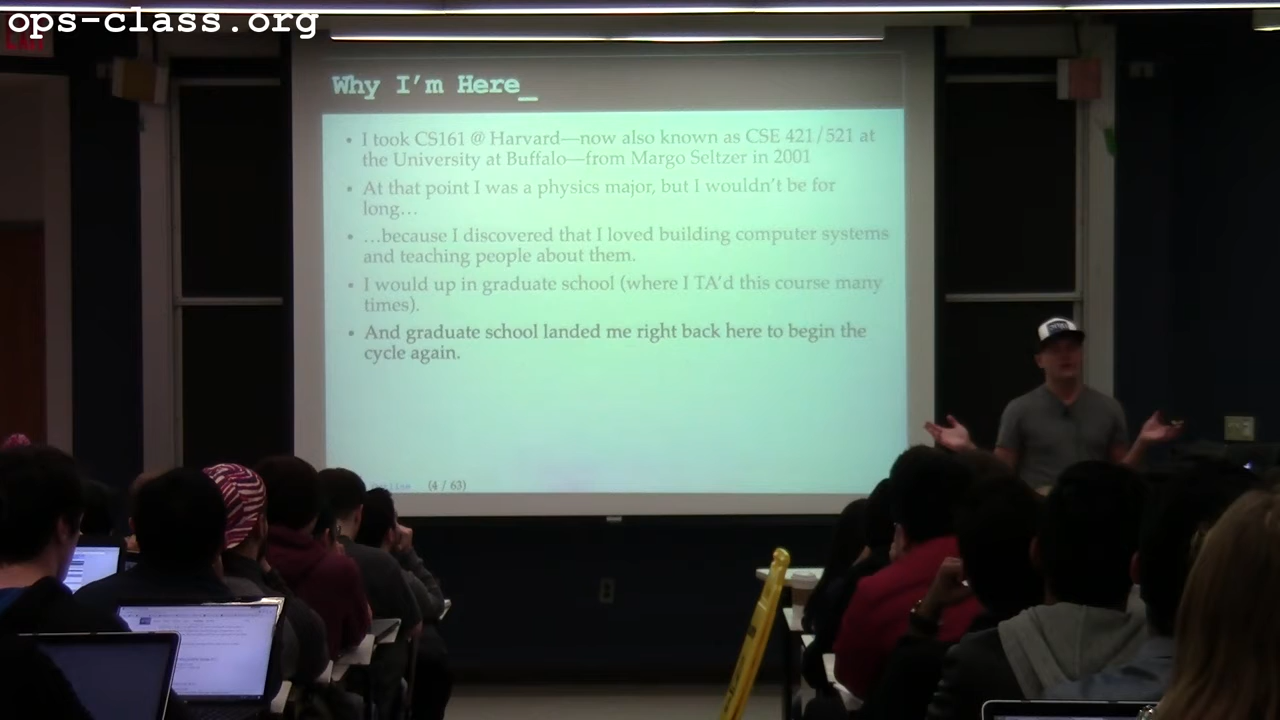 ops-class.org
Why I'm Here_
• I took CS161 @ Harvard—now also known as CSE 421/521 at
the University at Buffalo—from Margo Seltzer in 2001
• At that point I was a physics major, but I wouldn't be for
long…
• …because I discovered that I loved building computer systems
and teaching people about them.
• I would up in graduate school (where I TA'd this course many
times).
• And graduate school landed me right back here to begin the
cycle again.
(4 / 63)